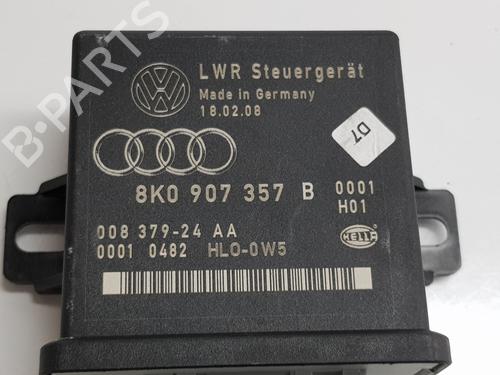 LWR Steuergerät
Made in Germany
18.02.08
D7
8K0 907 357 B 0001
H01
008 379-24 AA
0001 0482 HLO-0W5
HELLA
B-PARTS